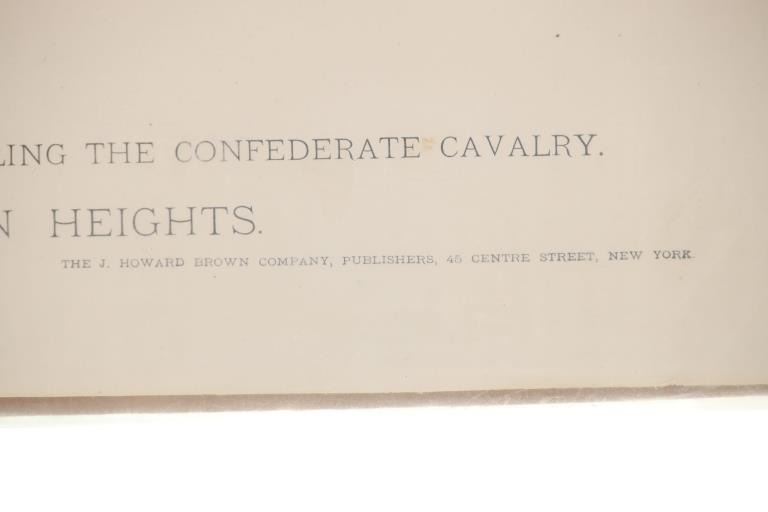 LING THE CONFEDERATE CAVALRY.
N HEIGHTS.
THE J. HOWARD BROWN COMPANY, PUBLISHERS, 45 CENTRE STREET, NEW YORK.